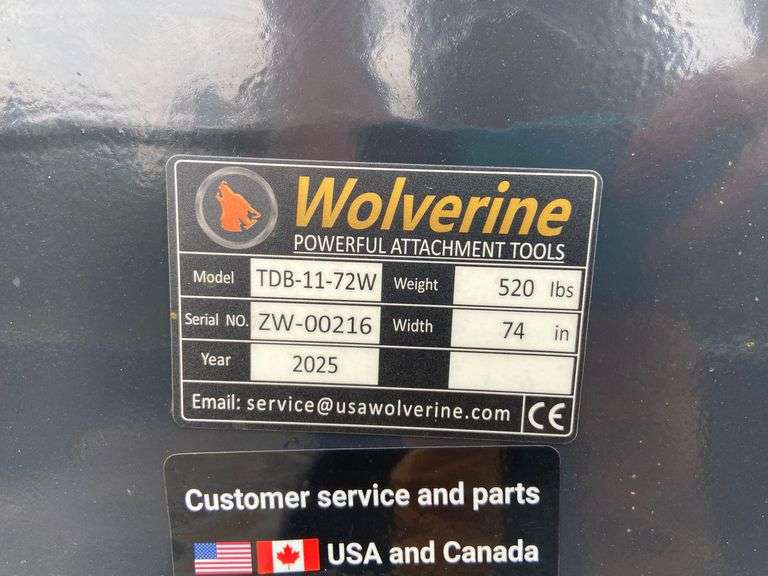 Wolverine
POWERFUL ATTACHMENT TOOLS
Model TDB-11-72W Weight 520 lbs
Serial NO. ZW-00216 Width 74 in
Year 2025
Email: service@usawolverine.com CE
Customer service and parts
USA and Canada